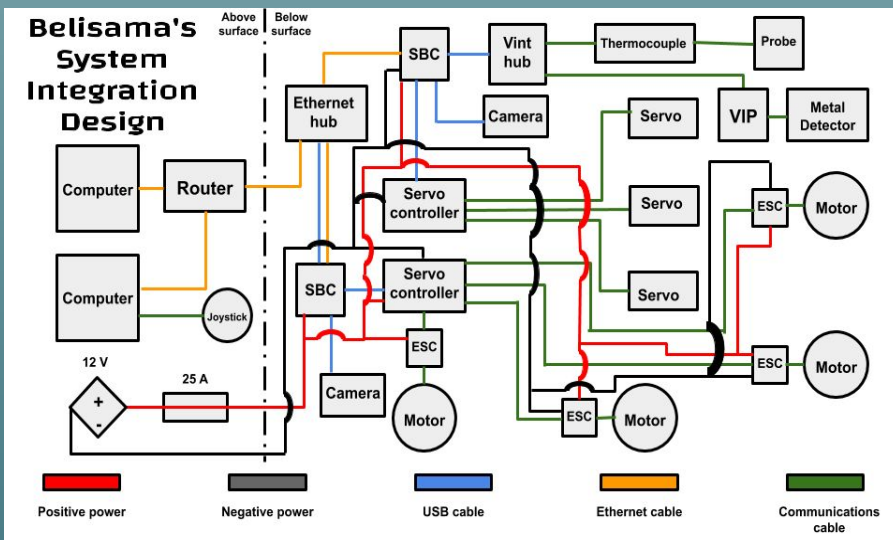 Belisama's
System
Integration
Design
Above
surface
Below
surface
SBC
Vint
hub
Thermocouple
Probe
Ethernet
hub
Camera
Servo
VIP
Metal
Detector
Computer
Router
Servo
controller
Servo
ESC
Motor
Computer
Joystick
SBC
Servo
controller
Servo
ESC
ESC
Motor
12 V
25 A
+
-
Camera
Motor
ESC
Motor
Positive power
Negative power
USB cable
Ethernet cable
Communications
cable